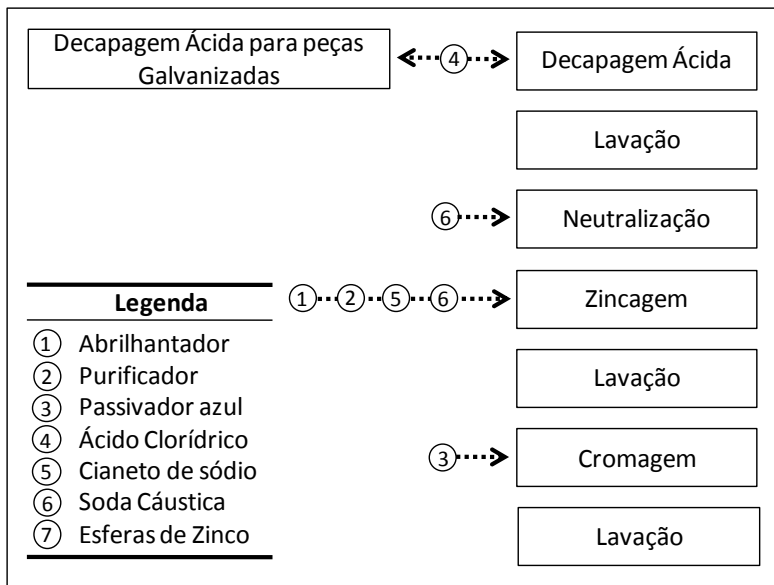 Decapagem Ácida para peças
Galvanizadas
4
Decapagem Ácida
Lavação
6
Neutralização
1 2 5 6
Zincagem
Lavação
3
Cromagem
Lavação
Legenda
1 Abrilhantador
2 Purificador
3 Passivador azul
4 Ácido Clorídrico
5 Cianeto de sódio
6 Soda Cáustica
7 Esferas de Zinco